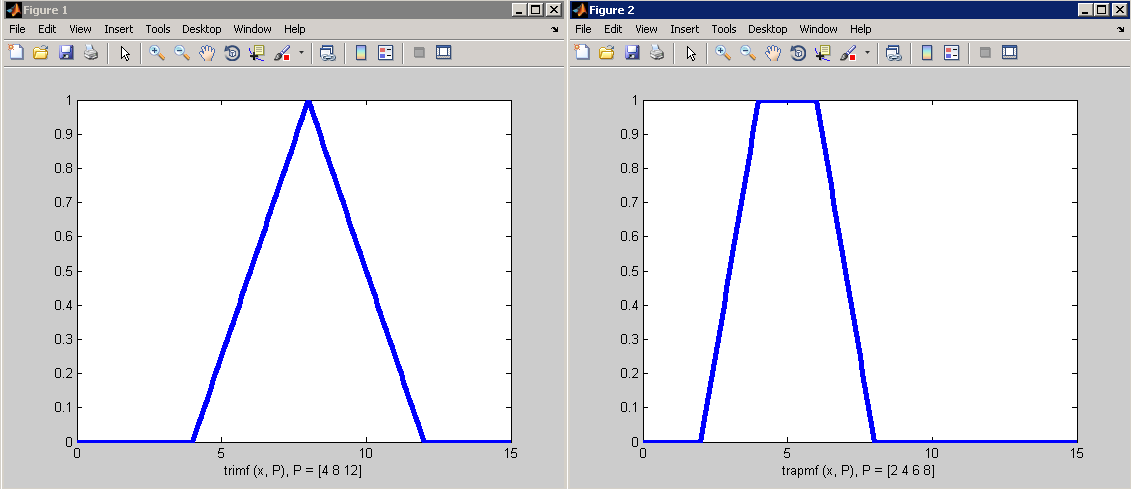 Figure 1
File Edit View Insert Tools Desktop Window Help
1
0.9
0.8
0.7
0.6
0.5
0.4
0.3
0.2
0.1
0
0 5 10 15
trimf (x, P), P = [4 8 12]
Figure 2
File Edit View Insert Tools Desktop Window Help
1
0.9
0.8
0.7
0.6
0.5
0.4
0.3
0.2
0.1
0
0 5 10 15
trapmf (x, P), P = [2 4 6 8]